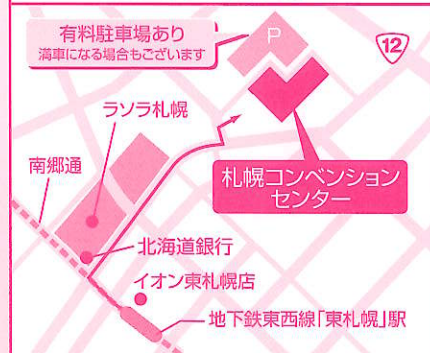 有料駐車場あり
満車になる場合もございます
P
12
ラソラ札幌
南郷通
札幌コンベンション
センター
北海道銀行
イオン東札幌店
地下鉄東西線「東札幌」駅